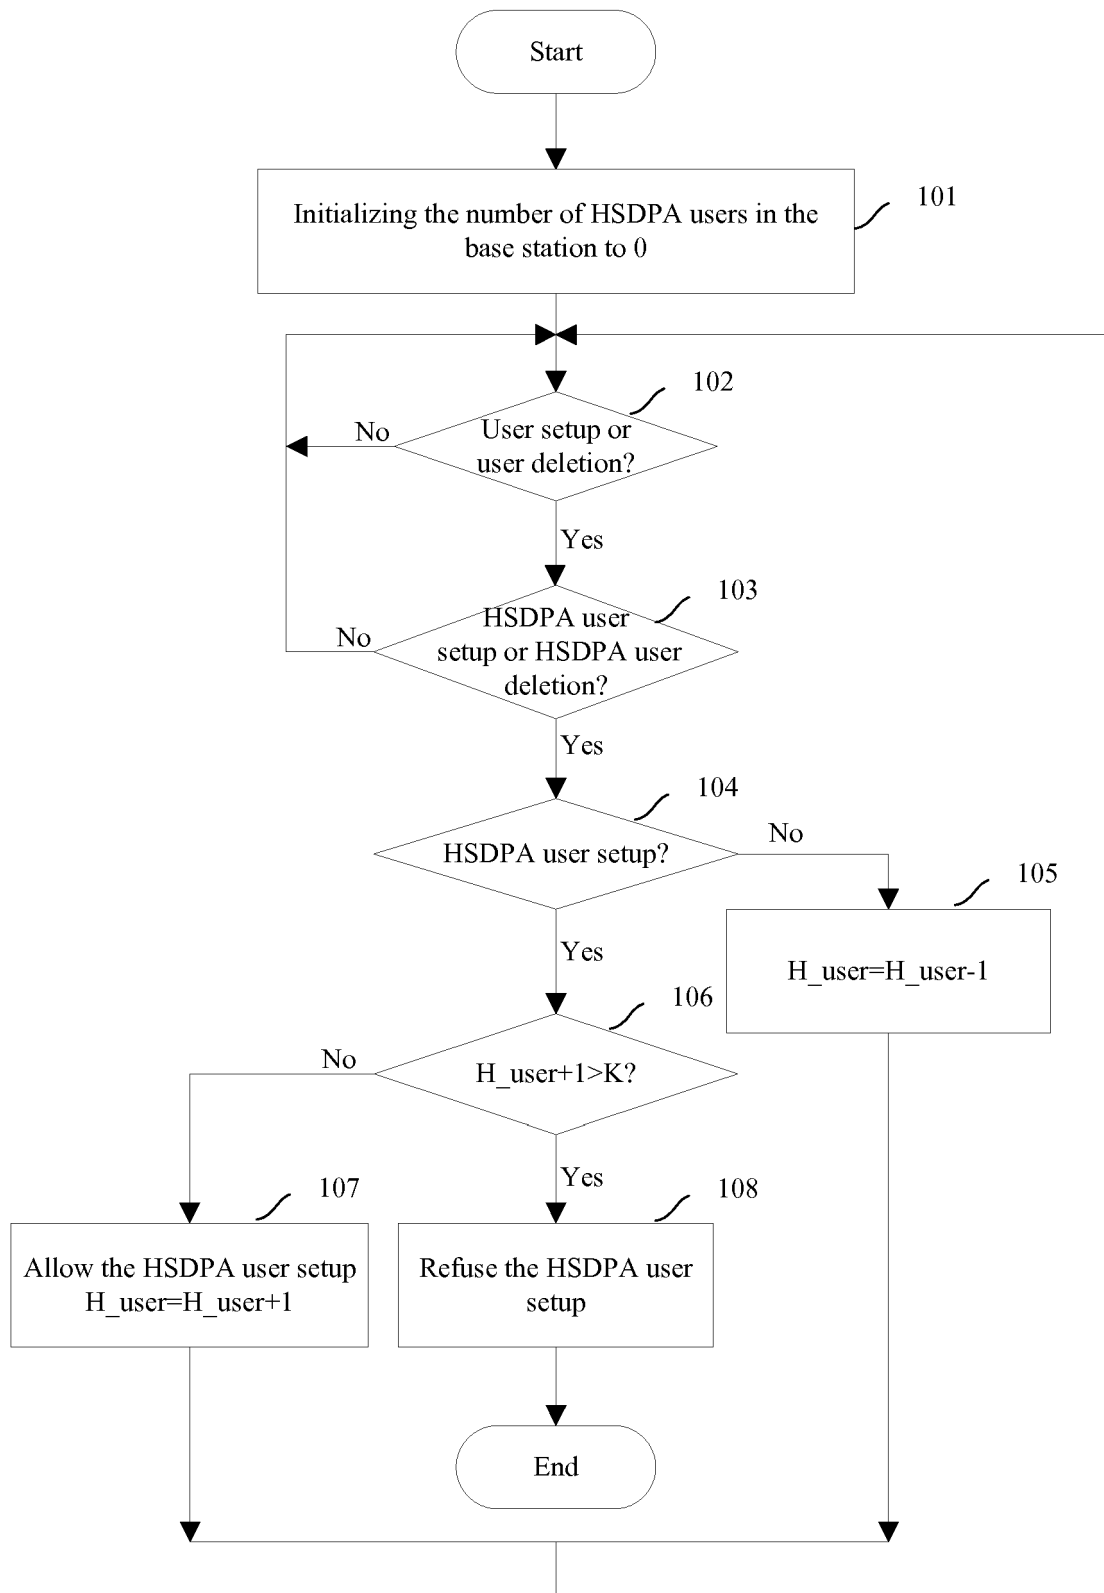 Start
Initializing the number of HSDPA users in the
base station to 0
101
102
User setup or
user deletion?
No
Yes
103
HSDPA user
setup or HSDPA user
deletion?
No
Yes
104
HSDPA user setup?
No
105
H_user=H_user-1
Yes
106
H_user+1>K?
No
Yes
107
Allow the HSDPA user setup
H_user=H_user+1
108
Refuse the HSDPA user
setup
End